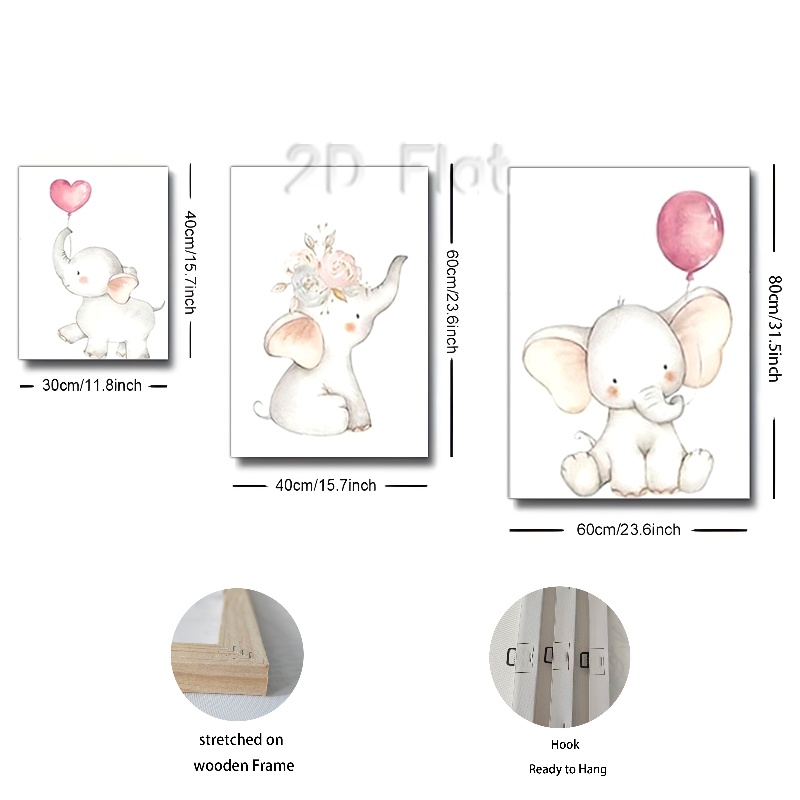 2D Flat
40cm/15.7inch
60cm/23.6inch
80cm/31.5inch
30cm/11.8inch
40cm/15.7inch
60cm/23.6inch
stretched on
wooden Frame
Hook
Ready to Hang